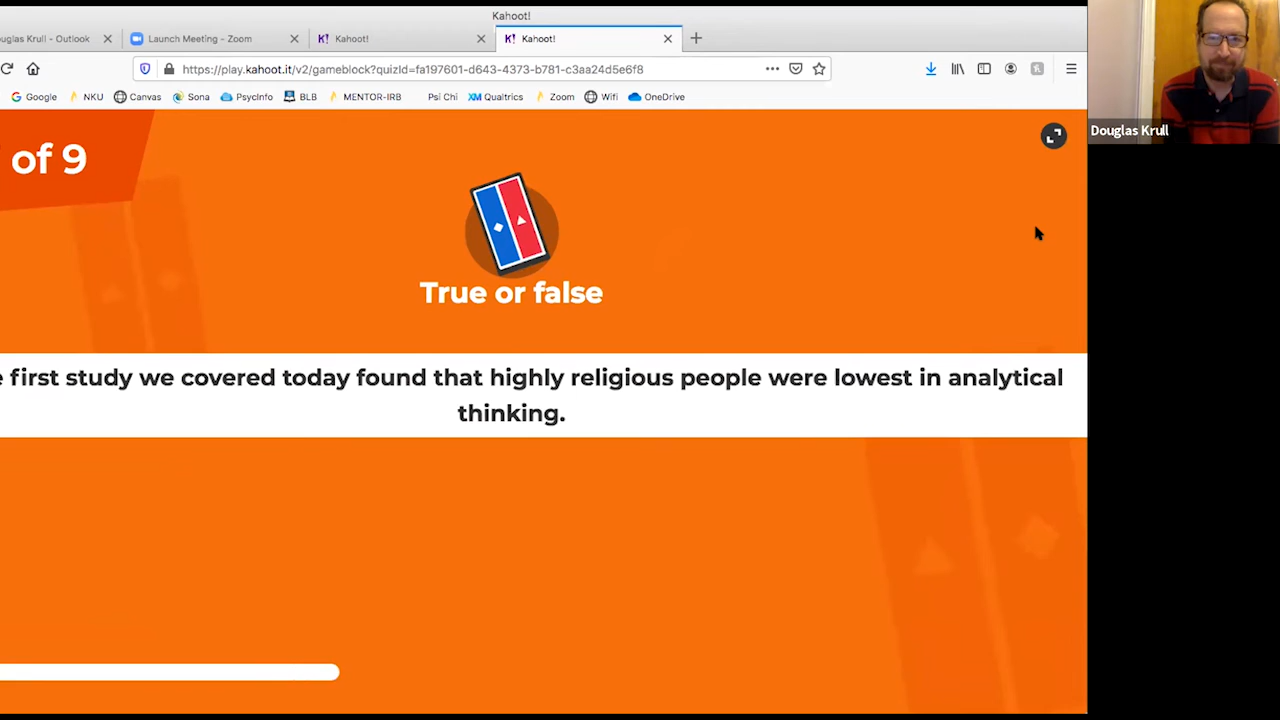 Kahoot!
uglas Krull - Outlook
Launch Meeting - Zoom
Kahoot!
Kahoot!
https://play.kahoot.it/v2/gameblock?quizId=fa197601-d643-4373-b781-c3aa24d5e6f8
Google NKU Canvas Sona PsycInfo BLB MENTOR-IRB Psi Chi XM Qualtrics Zoom Wifi OneDrive
Douglas Krull
of 9
True or false
first study we covered today found that highly religious people were lowest in analytical
thinking.